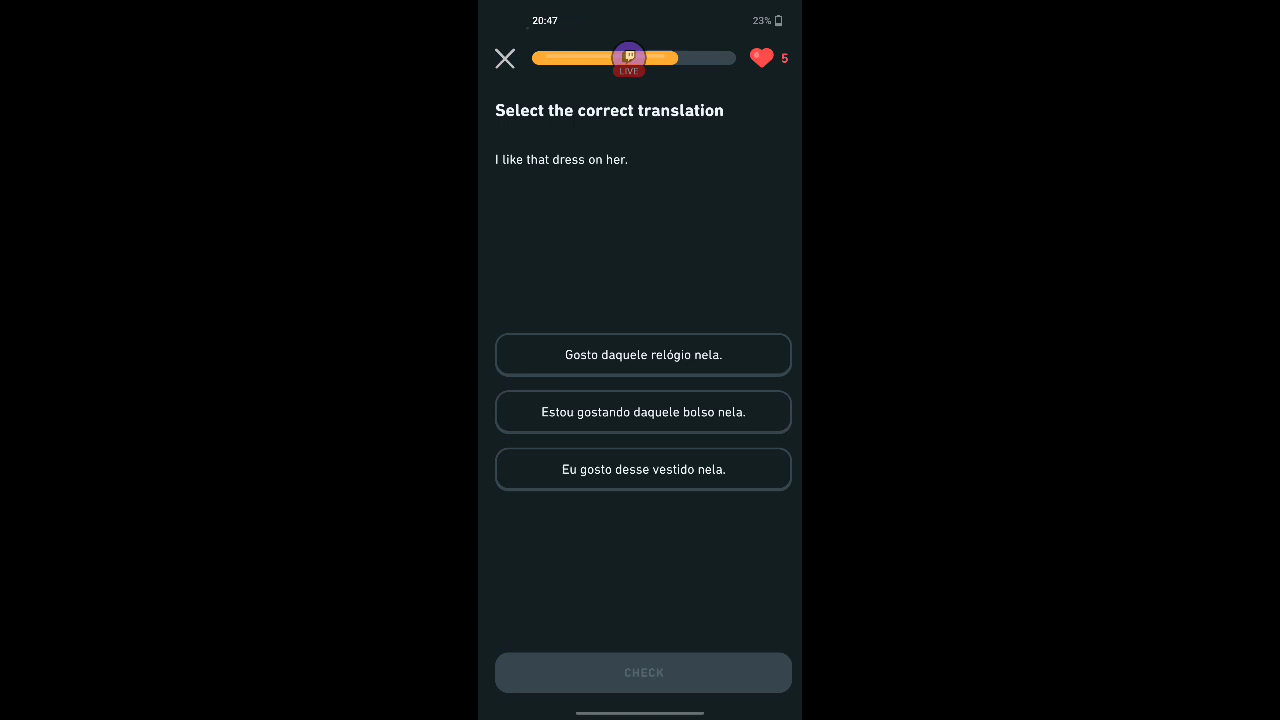 20:47
23%
LIVE
5
Select the correct translation
I like that dress on her.
Gosto daquele relógio nela.
Estou gostando daquele bolso nela.
Eu gosto desse vestido nela.
CHECK